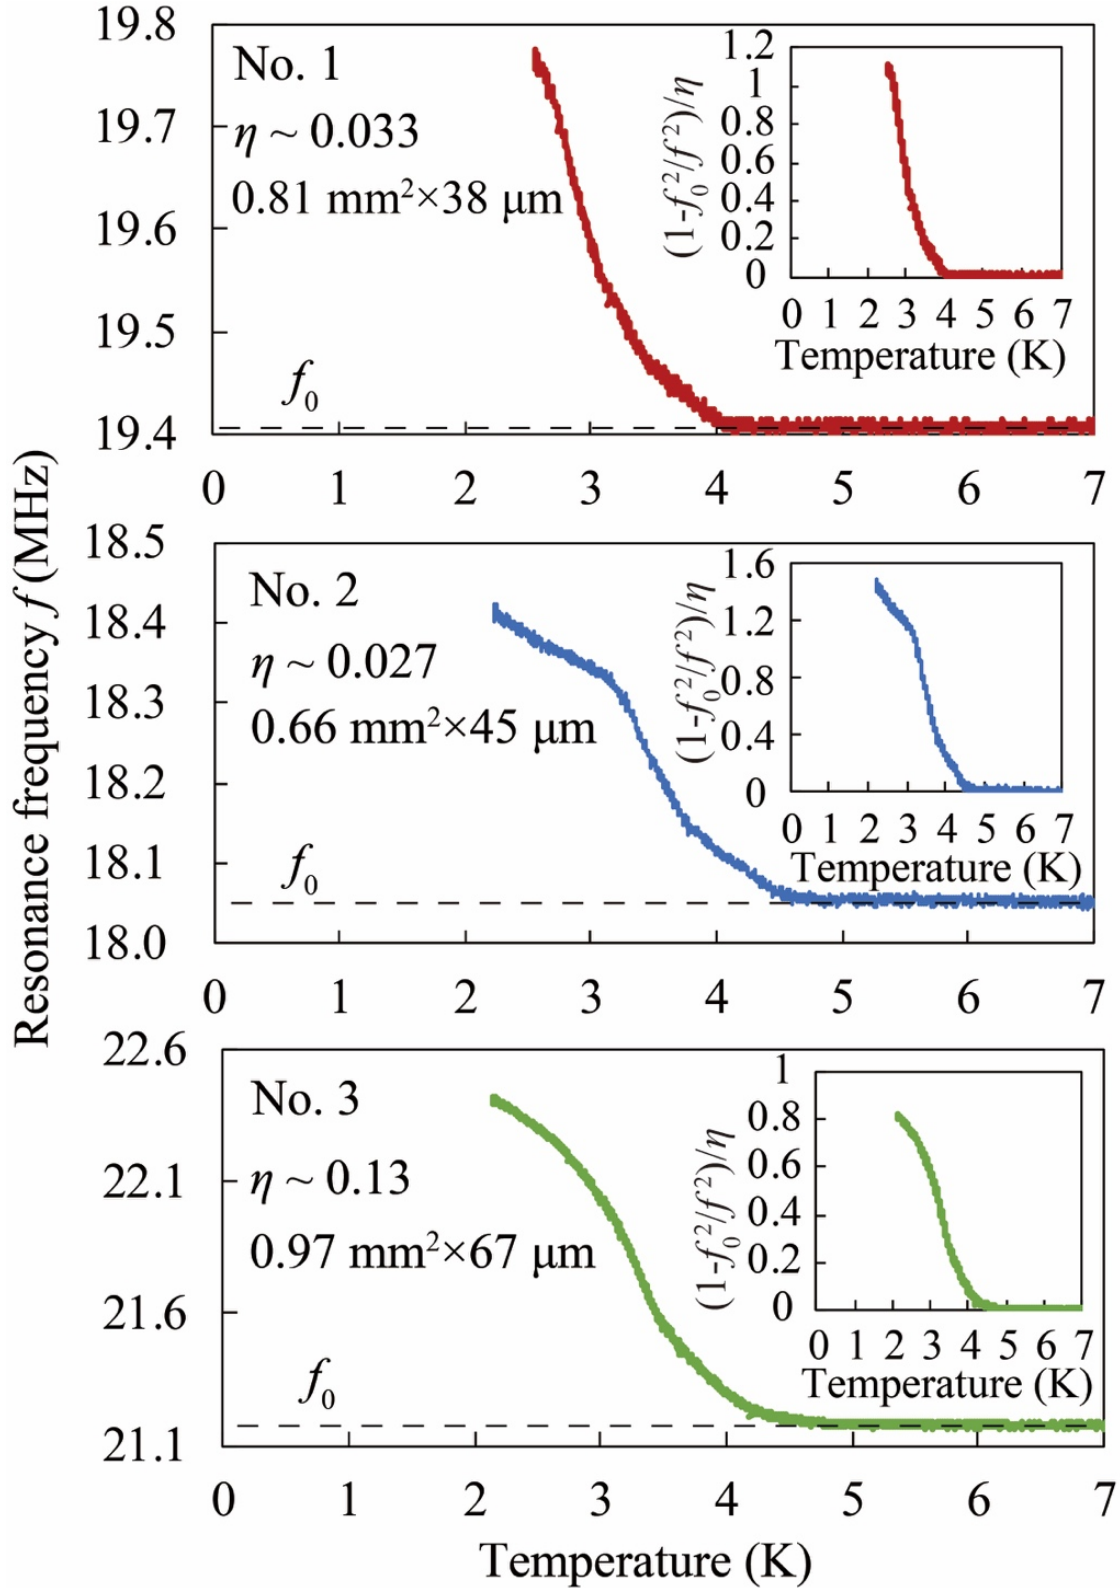 Resonance frequency f (MHz)
19.8
19.7
19.6
19.5
19.4
No. 1
η ~ 0.033
0.81 mm²×38 μm
f₀
0 1 2 3 4 5 6 7
(1-f₀²/f²)/η
1.2
1
0.8
0.6
0.4
0.2
0
0 1 2 3 4 5 6 7
Temperature (K)
18.5
18.4
18.3
18.2
18.1
18.0
No. 2
η ~ 0.027
0.66 mm²×45 μm
f₀
0 1 2 3 4 5 6 7
(1-f₀²/f²)/η
1.6
1.2
0.8
0.4
0
0 1 2 3 4 5 6 7
Temperature (K)
22.6
22.1
21.6
21.1
No. 3
η ~ 0.13
0.97 mm²×67 μm
f₀
0 1 2 3 4 5 6 7
(1-f₀²/f²)/η
1
0.8
0.6
0.4
0.2
0
0 1 2 3 4 5 6 7
Temperature (K)
Temperature (K)